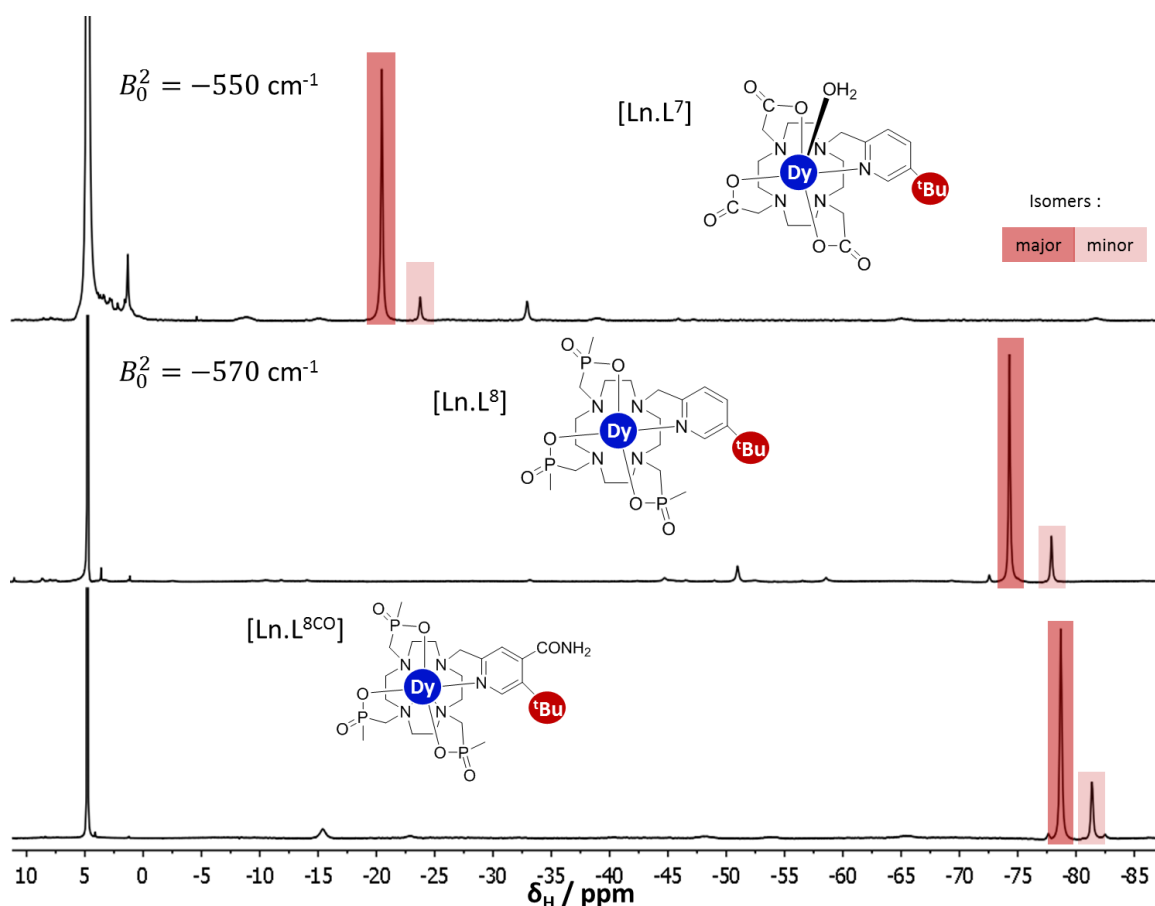 B₀² = −550 cm⁻¹
[Ln.L⁷]
O
C
O
OH₂
N
N
Dy
N
ᵗBu
O
C
O
N
N
O
C
O
Isomers :
major
minor
B₀² = −570 cm⁻¹
[Ln.L⁸]
O
P
O
N
N
Dy
N
ᵗBu
O
P
O
N
N
O
P
O
[Ln.L⁸ᶜᴼ]
O
P
O
CONH₂
N
N
Dy
N
ᵗBu
O
P
O
N
N
O
P
O
10 5 0 -5 -10 -15 -20 -25 -30 -35 -40 -45 -50 -55 -60 -65 -70 -75 -80 -85
δH / ppm